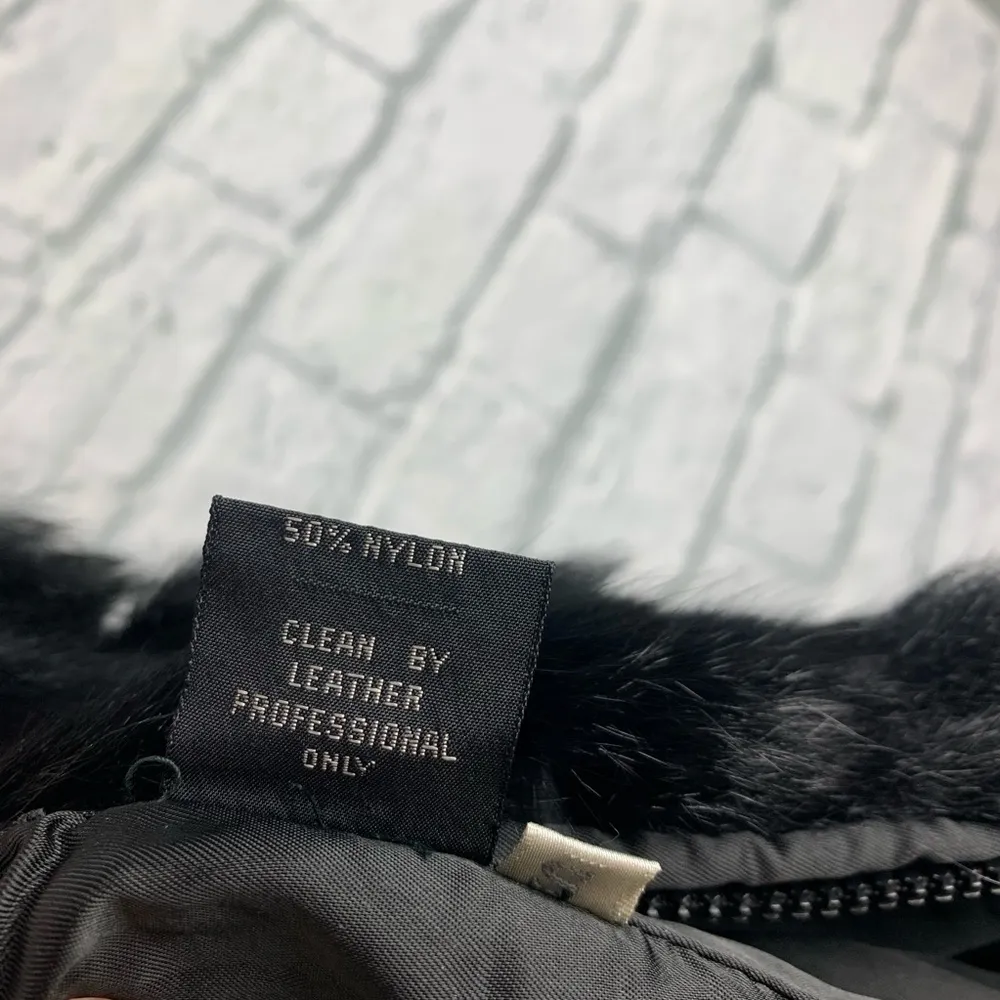 50% NYLON
CLEAN BY
LEATHER
PROFESSIONAL
ONLY